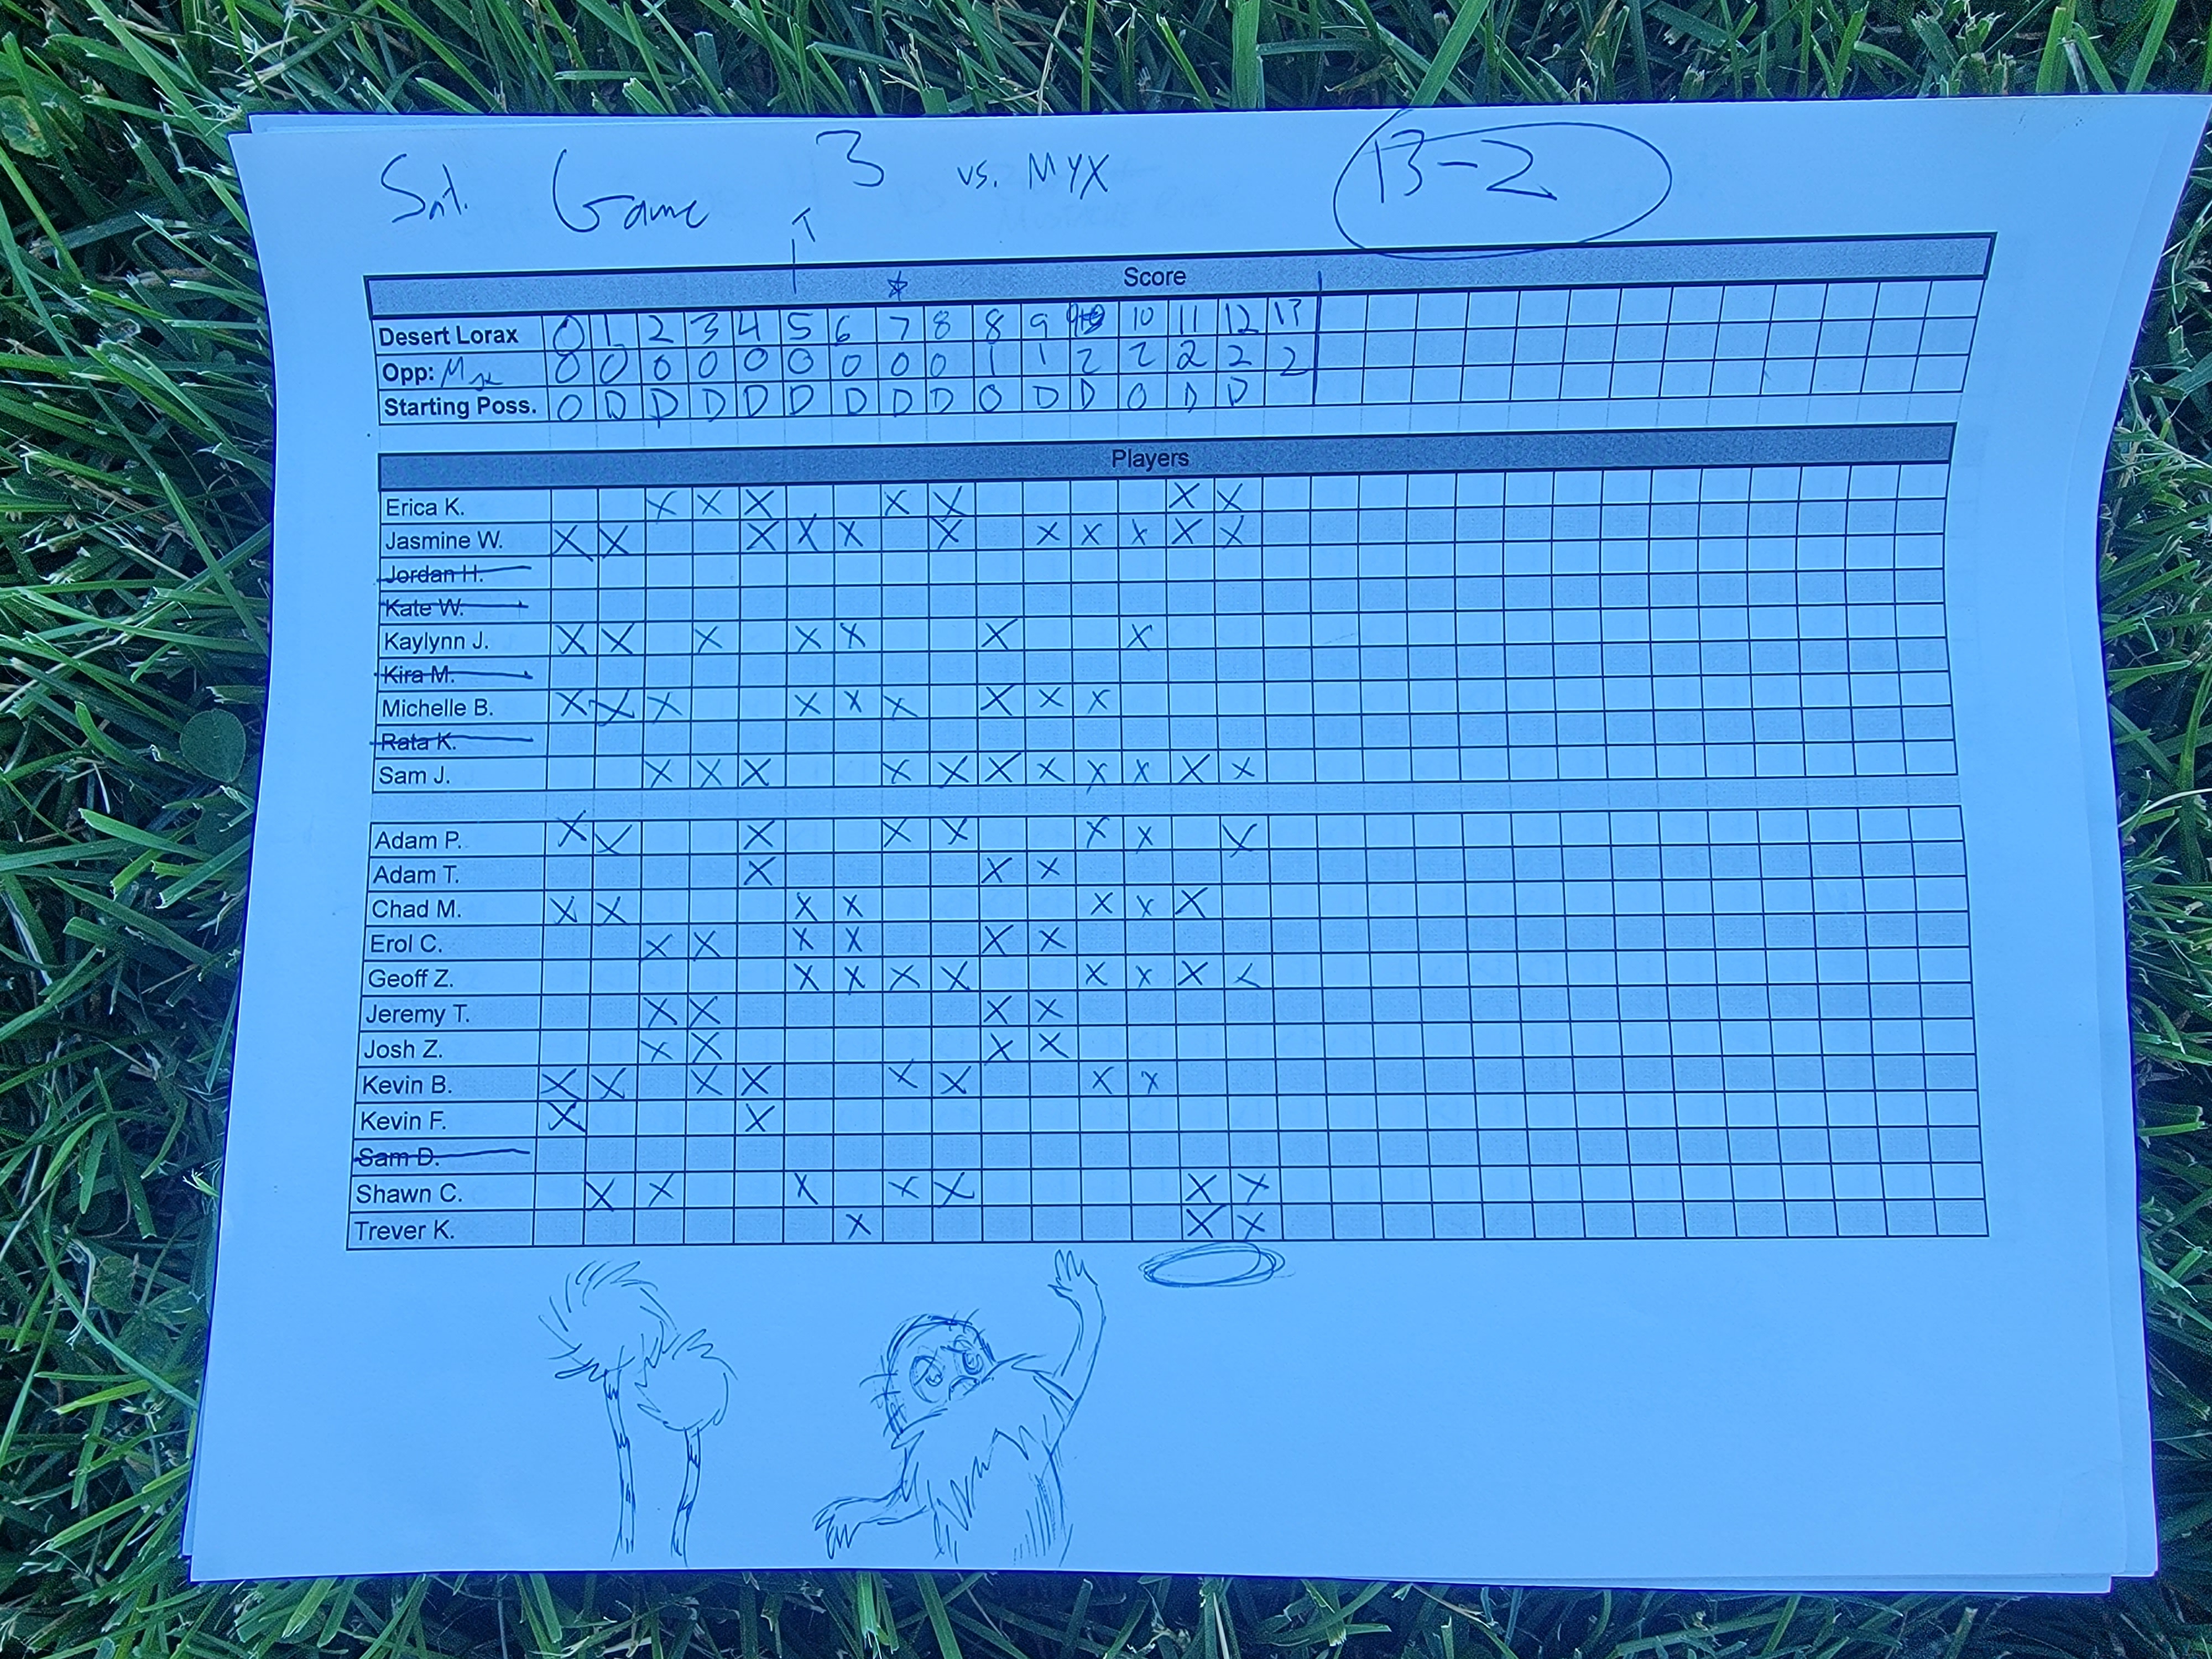 Sat. Game 3 vs. MYX 13-2
Score
Desert Lorax 0 1 2 3 4 5 6 7 8 8 9 9 10 11 12 13
Opp: Myx 0 0 0 0 0 0 0 0 0 1 1 2 2 2 2 2
Starting Poss. O D D D D D D D D O D D O D D
Players
Erica K. X X X X X X X
Jasmine W. X X X X X X X X X X X
Jordan H.
Kate W.
Kaylynn J. X X X X X X X
Kira M.
Michelle B. X X X X X X X X X
Rata K.
Sam J. X X X X X X X X X X X
Adam P. X X X X X X X X
Adam T. X X X
Chad M. X X X X X X X
Erol C. X X X X X X
Geoff Z. X X X X X X X X
Jeremy T. X X X X
Josh Z. X X X X
Kevin B. X X X X X X X X
Kevin F. X X
Sam D.
Shawn C. X X X X X X X
Trever K. X X X